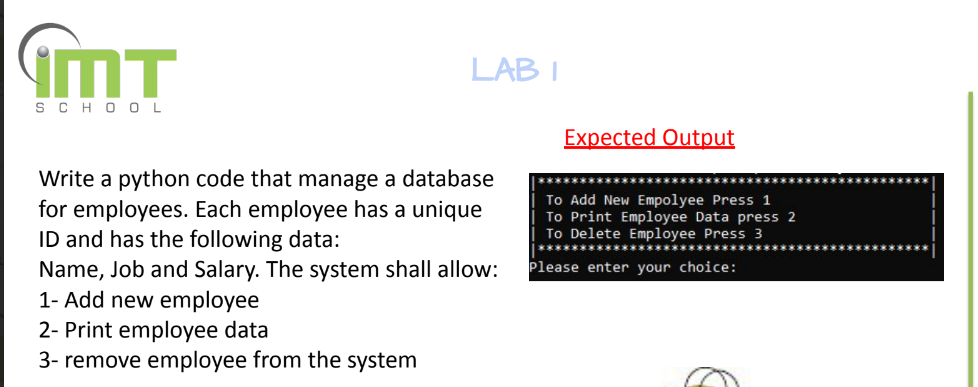 iMT
SCHOOL
LAB 1
Expected Output
Write a python code that manage a database
for employees. Each employee has a unique
ID and has the following data:
Name, Job and Salary. The system shall allow:
1- Add new employee
2- Print employee data
3- remove employee from the system
|************************************************|
| To Add New Empolyee Press 1 |
| To Print Employee Data press 2 |
| To Delete Employee Press 3 |
|************************************************|
Please enter your choice: